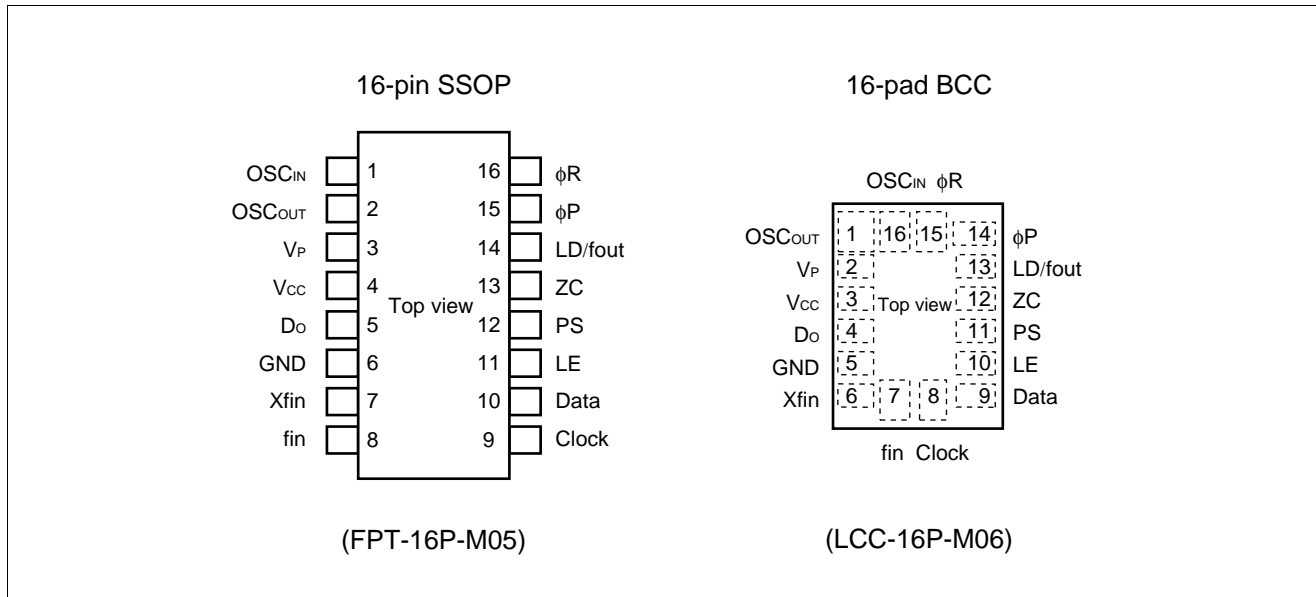 16-pin SSOP
OSCIN 1 16 ϕR
OSCOUT 2 15 ϕP
VP 3 14 LD/fout
VCC 4 13 ZC
Top view
DO 5 12 PS
GND 6 11 LE
Xfin 7 10 Data
fin 8 9 Clock
(FPT-16P-M05)
16-pad BCC
OSCIN ϕR
OSCOUT 1 16 15 14 ϕP
VP 2 13 LD/fout
VCC 3 Top view 12 ZC
DO 4 11 PS
GND 5 10 LE
Xfin 6 7 8 9 Data
fin Clock
(LCC-16P-M06)